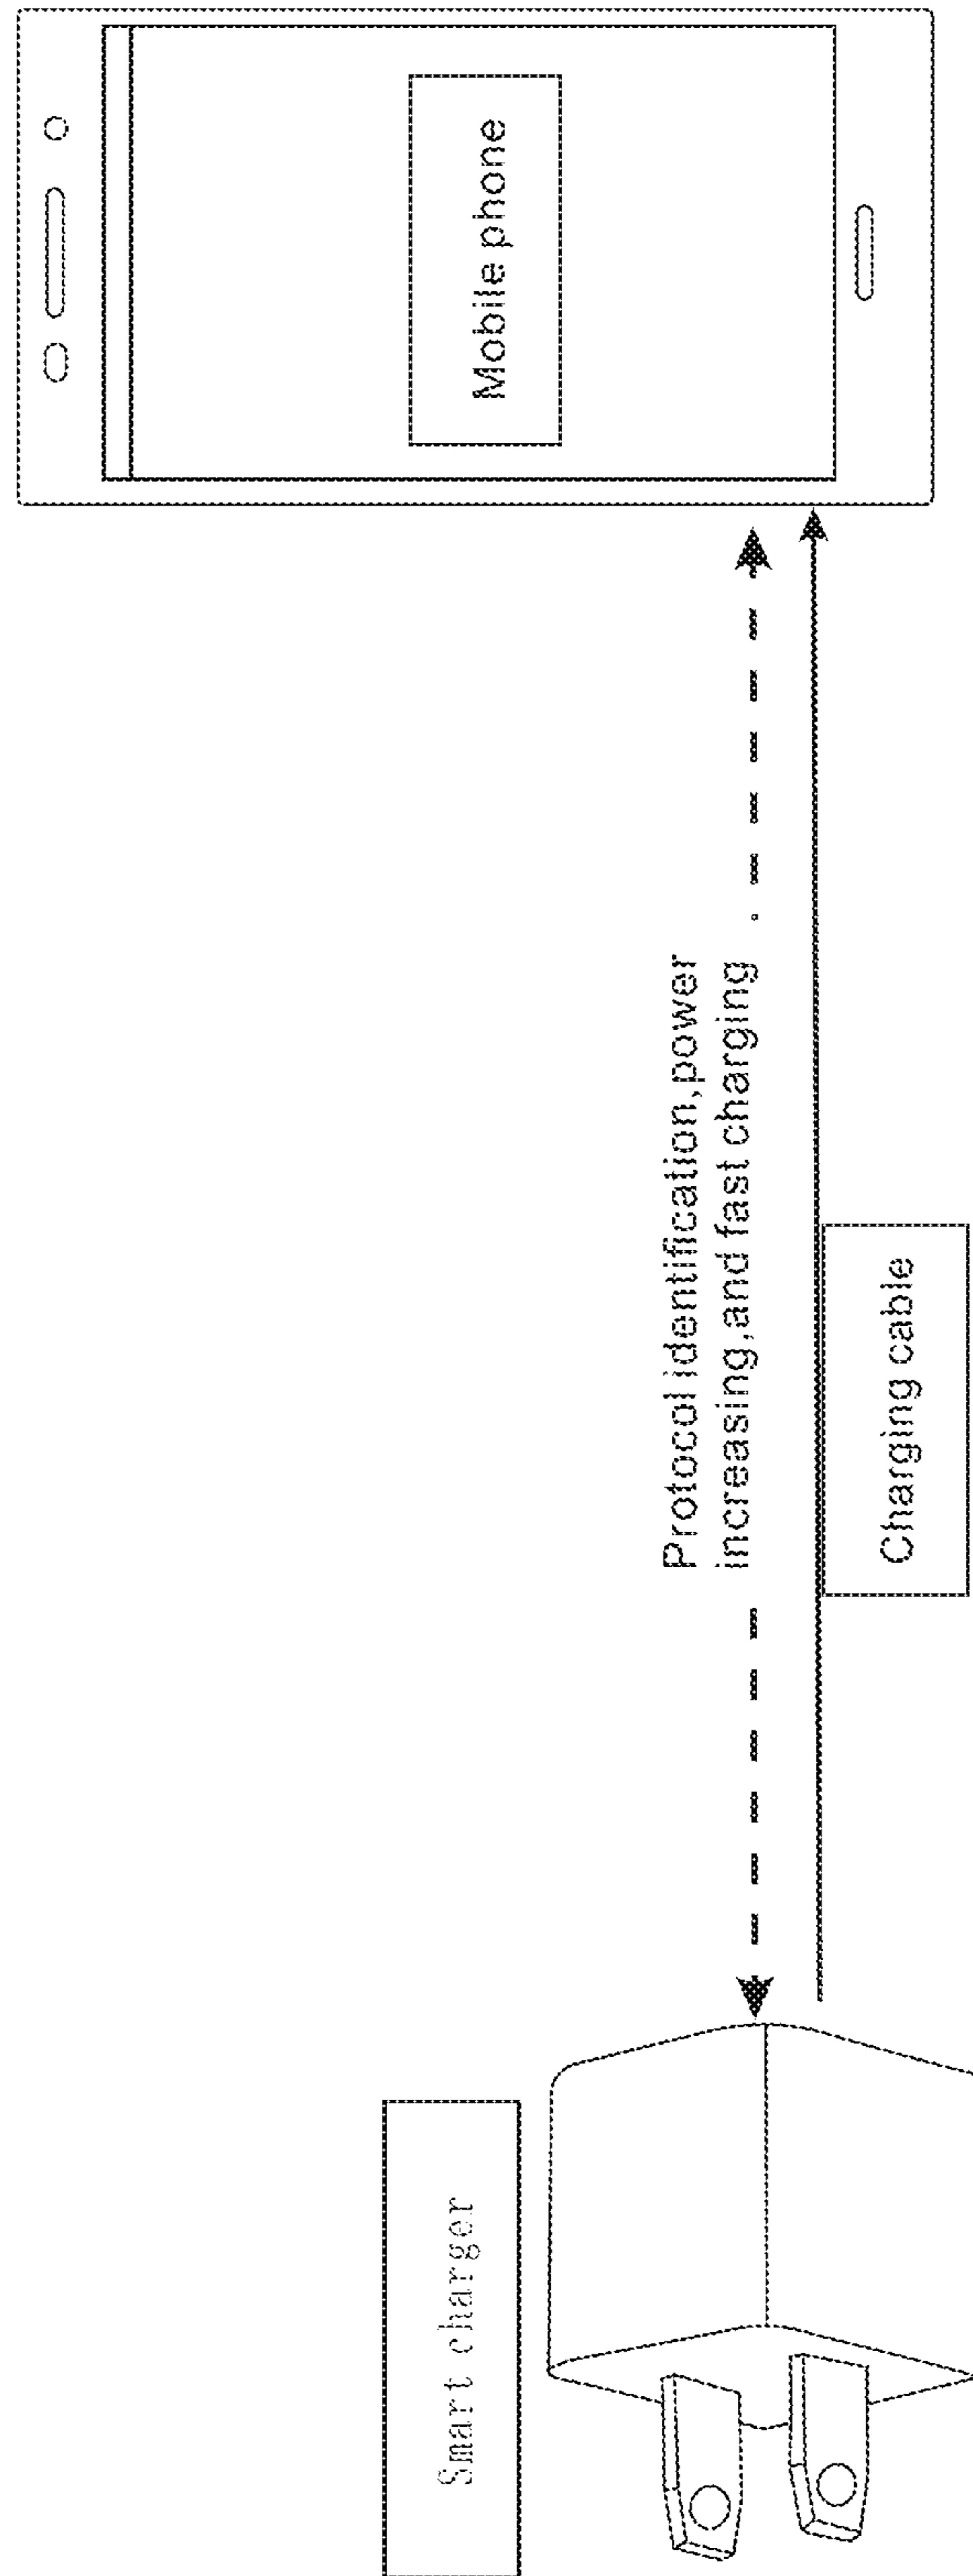 Smart charger
Protocol identification,power
increasing,and fast charging
Charging cable
Mobile phone